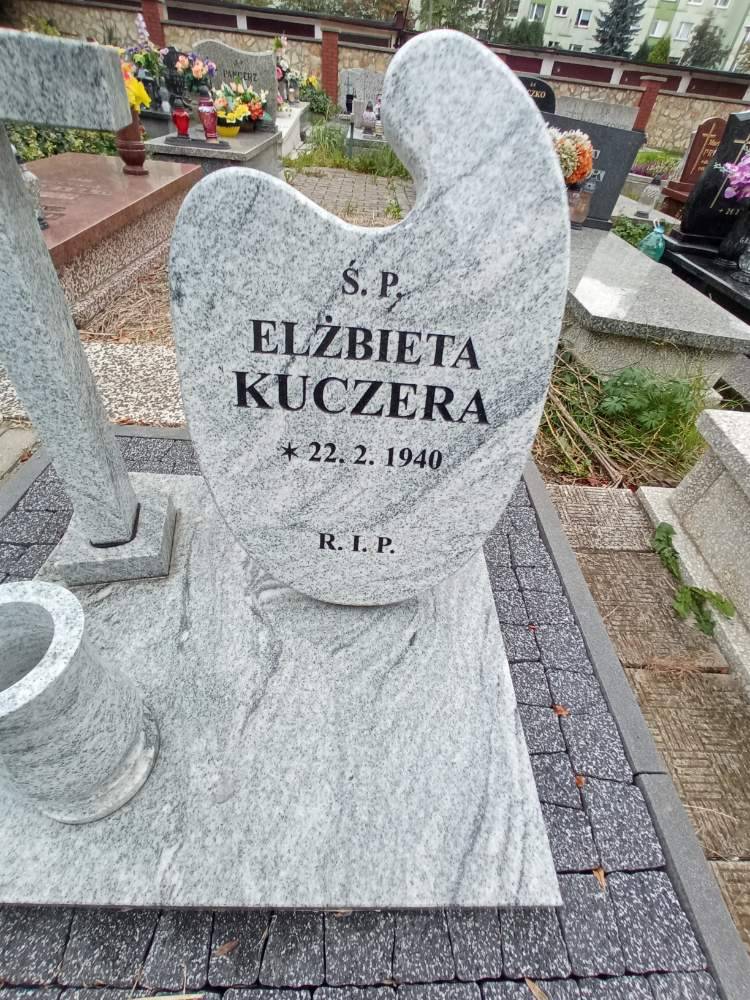 Ś. P.
ELŻBIETA
KUCZERA
✶ 22. 2. 1940
R. I. P.